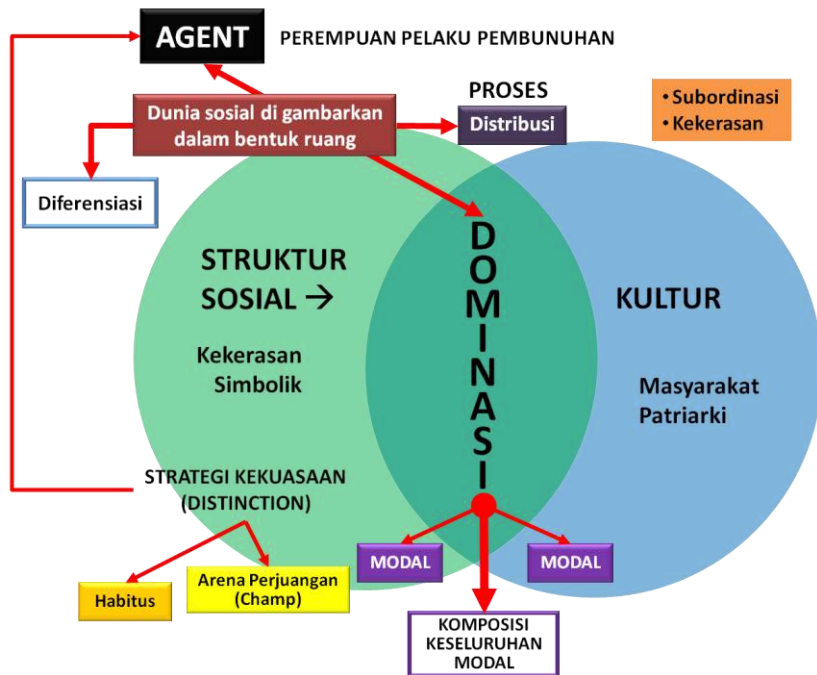 AGENT
PEREMPUAN PELAKU PEMBUNUHAN
Dunia sosial di gambarkan
dalam bentuk ruang
PROSES
Distribusi
• Subordinasi
• Kekerasan
Diferensiasi
STRUKTUR
SOSIAL →
Kekerasan
Simbolik
DOMINASI
KULTUR
Masyarakat
Patriarki
STRATEGI KEKUASAAN
(DISTINCTION)
Habitus
Arena Perjuangan
(Champ)
MODAL
MODAL
KOMPOSISI
KESELURUHAN
MODAL